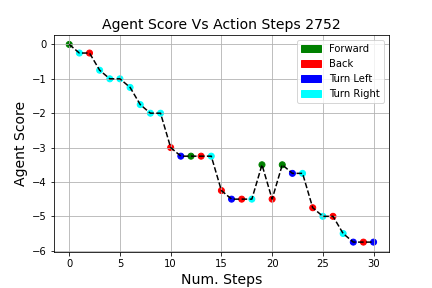 Agent Score Vs Action Steps 2752
Forward
Back
Turn Left
Turn Right
Agent Score
0
−1
−2
−3
−4
−5
−6
0 5 10 15 20 25 30
Num. Steps